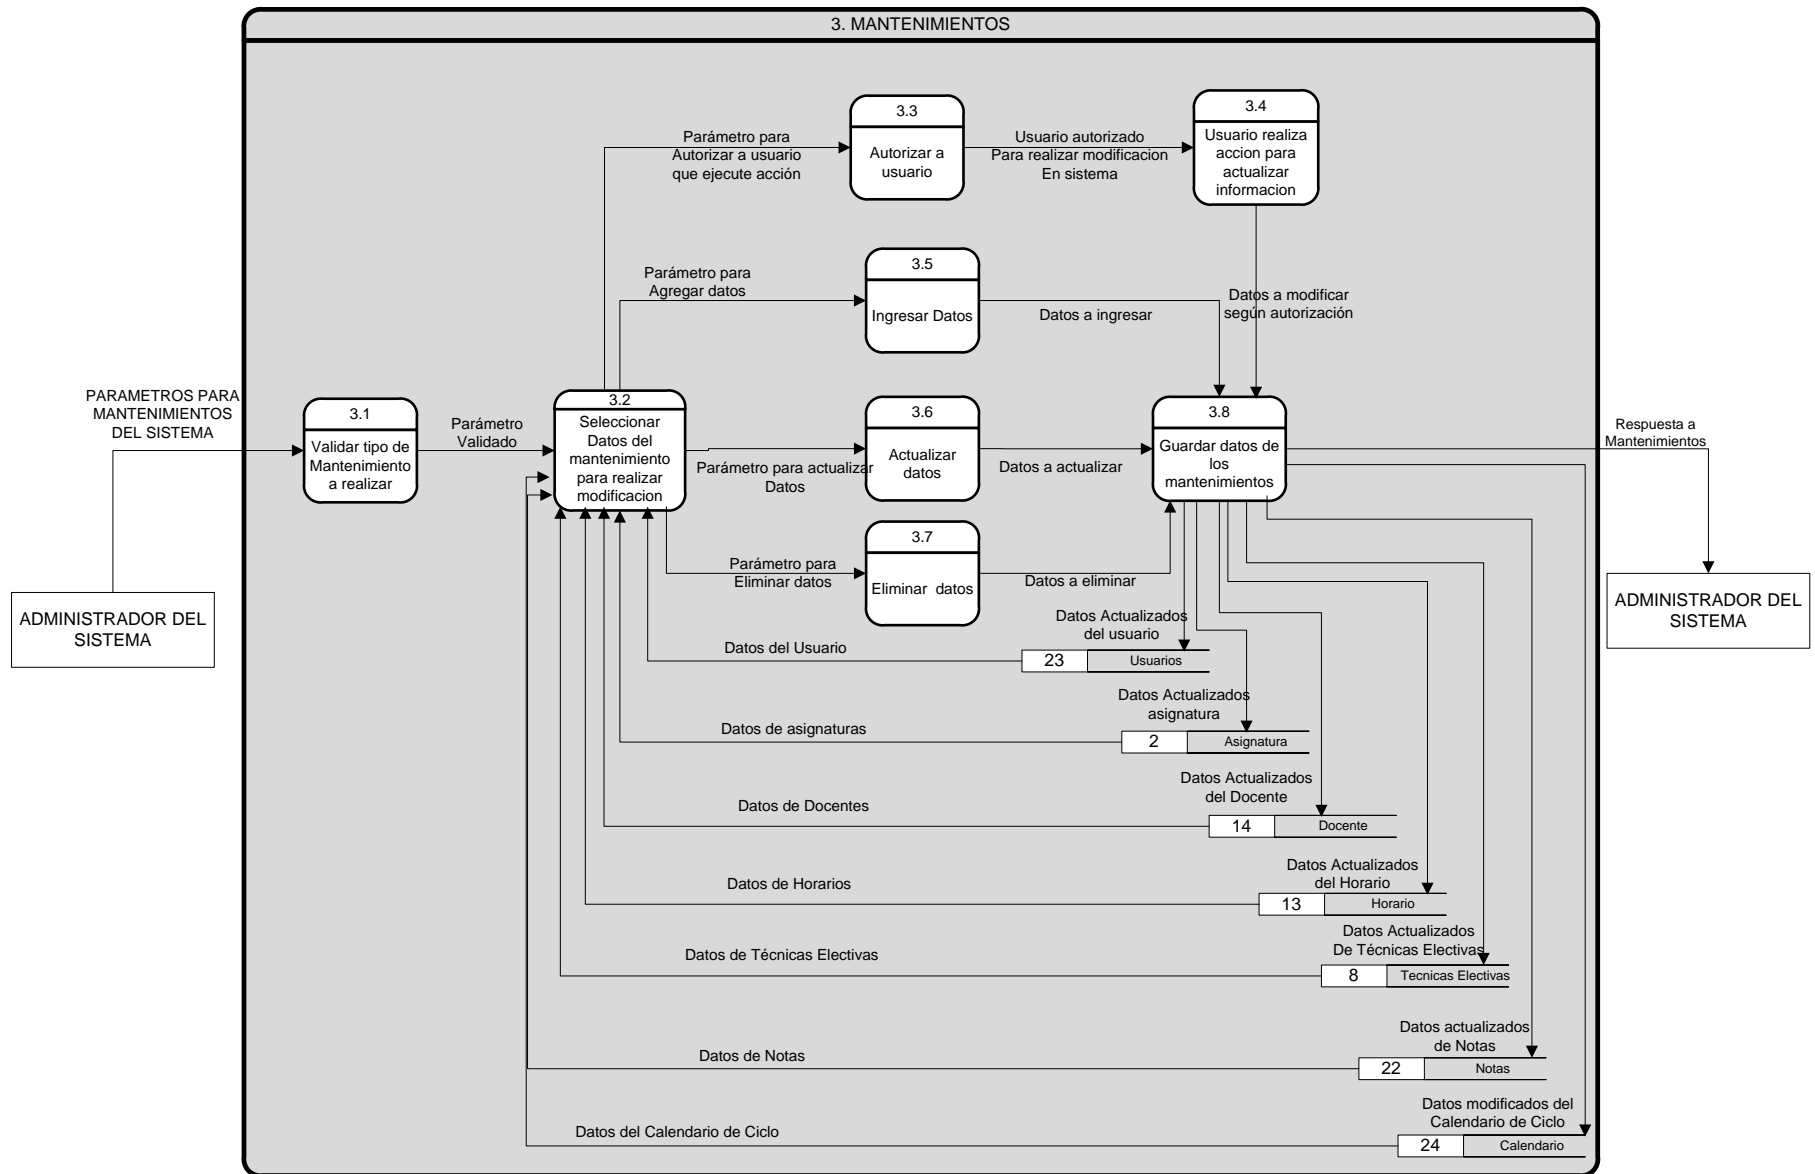 3. MANTENIMIENTOS
3.3
Autorizar a
usuario
3.4
Usuario realiza
accion para
actualizar
informacion
Parámetro para
Autorizar a usuario
que ejecute acción
Usuario autorizado
Para realizar modificacion
En sistema
3.5
Ingresar Datos
Parámetro para
Agregar datos
Datos a ingresar
Datos a modificar
según autorización
PARAMETROS PARA
MANTENIMIENTOS
DEL SISTEMA
3.1
Validar tipo de
Mantenimiento
a realizar
Parámetro
Validado
3.2
Seleccionar
Datos del
mantenimiento
para realizar
modificacion
Parámetro para actualizar
Datos
3.6
Actualizar
datos
Datos a actualizar
3.8
Guardar datos de
los
mantenimientos
Respuesta a
Mantenimientos
3.7
Eliminar datos
Parámetro para
Eliminar datos
Datos a eliminar
ADMINISTRADOR DEL
SISTEMA
ADMINISTRADOR DEL
SISTEMA
Datos Actualizados
del usuario
Datos del Usuario
23
Usuarios
Datos Actualizados
asignatura
Datos de asignaturas
2
Asignatura
Datos Actualizados
del Docente
Datos de Docentes
14
Docente
Datos Actualizados
del Horario
Datos de Horarios
13
Horario
Datos Actualizados
De Técnicas Electivas
Datos de Técnicas Electivas
8
Tecnicas Electivas
Datos actualizados
de Notas
Datos de Notas
22
Notas
Datos modificados del
Calendario de Ciclo
Datos del Calendario de Ciclo
24
Calendario